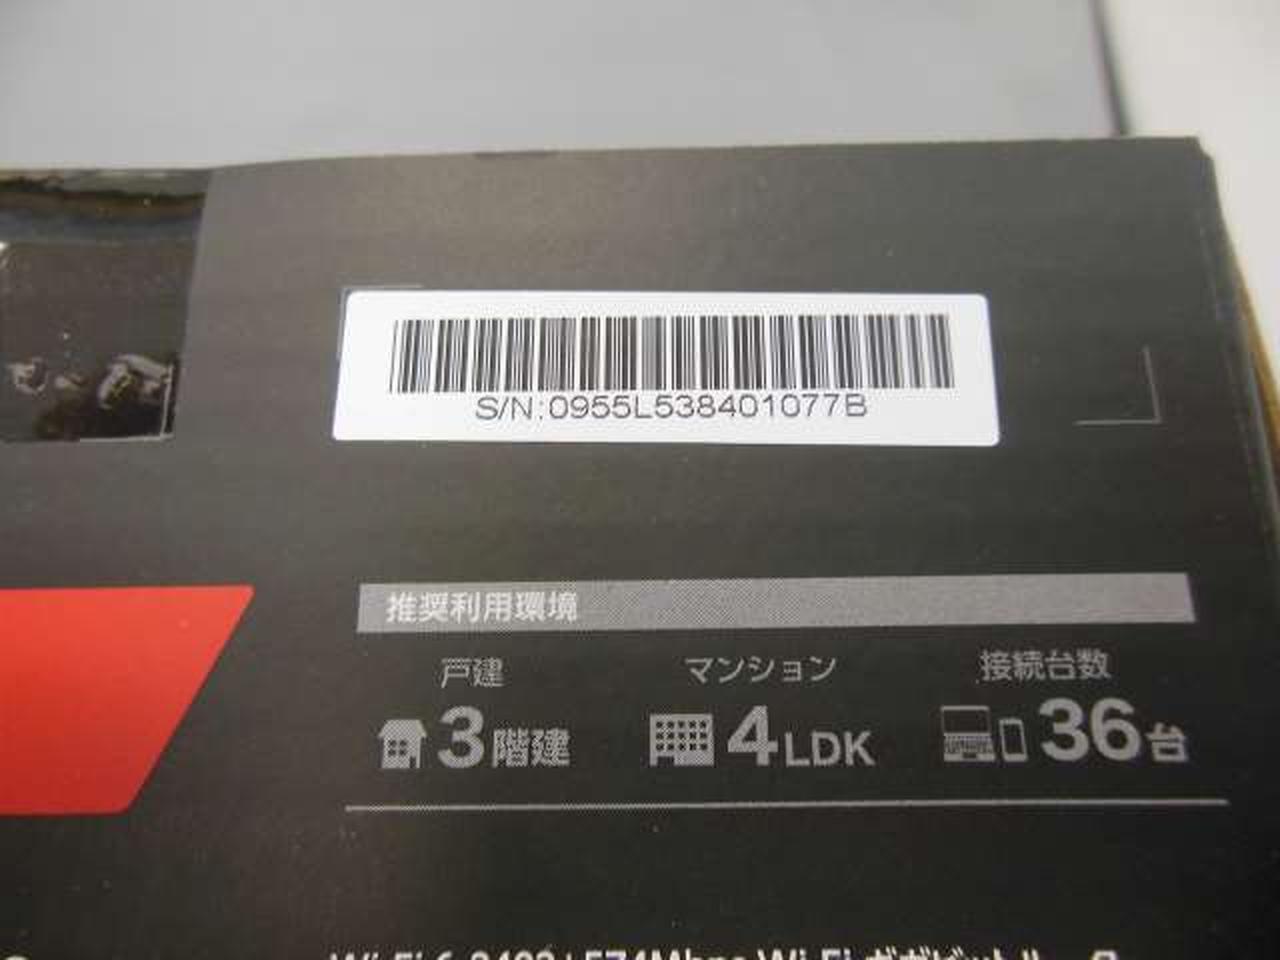 S/N:0955L538401077B
推奨利用環境
戸建 マンション 接続台数
3階建 4LDK 36台